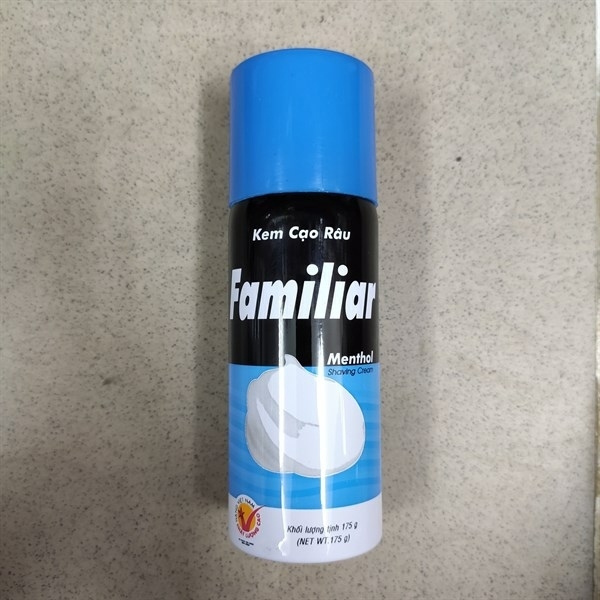 Kem Cạo Râu
Familiar
Menthol
Shaving Cream
Khối lượng tịnh 175 g
(NET WT.175 g)